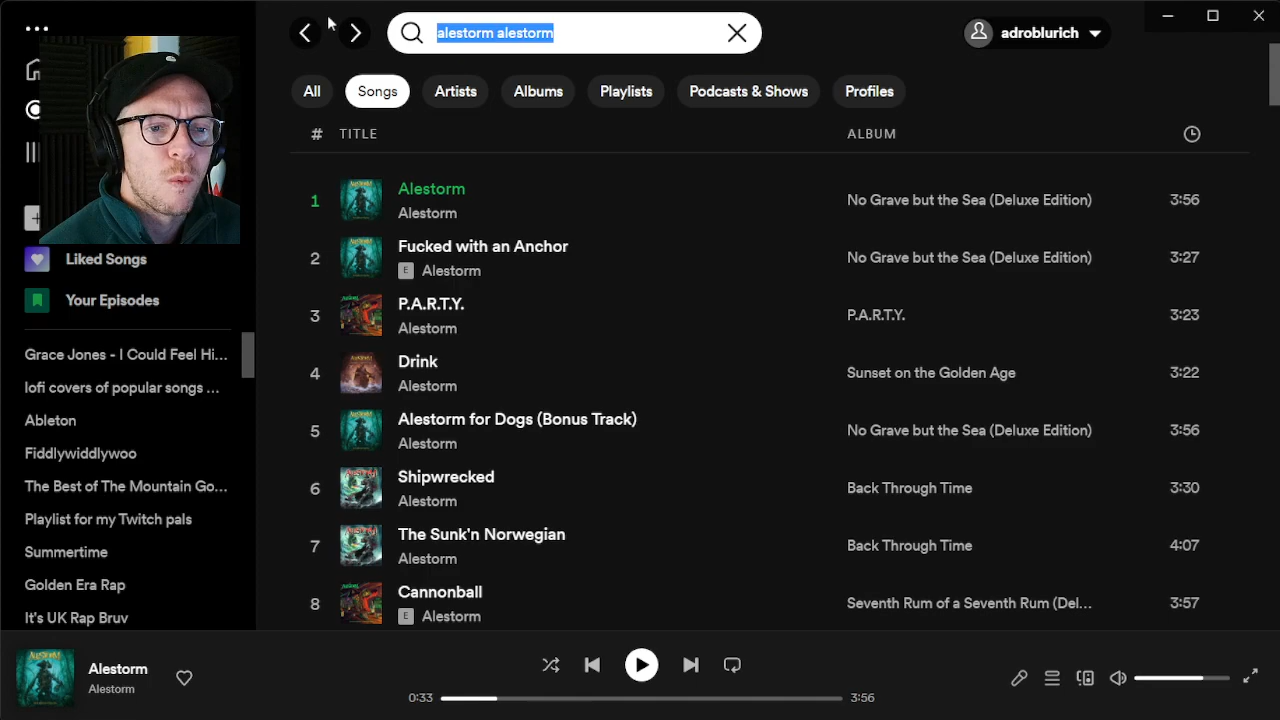 alestorm alestorm
adroblurich
All
Songs
Artists
Albums
Playlists
Podcasts & Shows
Profiles
# TITLE ALBUM
1 Alestorm No Grave but the Sea (Deluxe Edition) 3:56
Alestorm
2 Fucked with an Anchor No Grave but the Sea (Deluxe Edition) 3:27
E Alestorm
3 P.A.R.T.Y. P.A.R.T.Y. 3:23
Alestorm
4 Drink Sunset on the Golden Age 3:22
Alestorm
5 Alestorm for Dogs (Bonus Track) No Grave but the Sea (Deluxe Edition) 3:56
Alestorm
6 Shipwrecked Back Through Time 3:30
Alestorm
7 The Sunk'n Norwegian Back Through Time 4:07
Alestorm
8 Cannonball Seventh Rum of a Seventh Rum (Del... 3:57
E Alestorm
Liked Songs
Your Episodes
Grace Jones - I Could Feel Hi...
lofi covers of popular songs ...
Ableton
Fiddlywiddlywoo
The Best of The Mountain Go...
Playlist for my Twitch pals
Summertime
Golden Era Rap
It's UK Rap Bruv
Alestorm
Alestorm
0:33
3:56